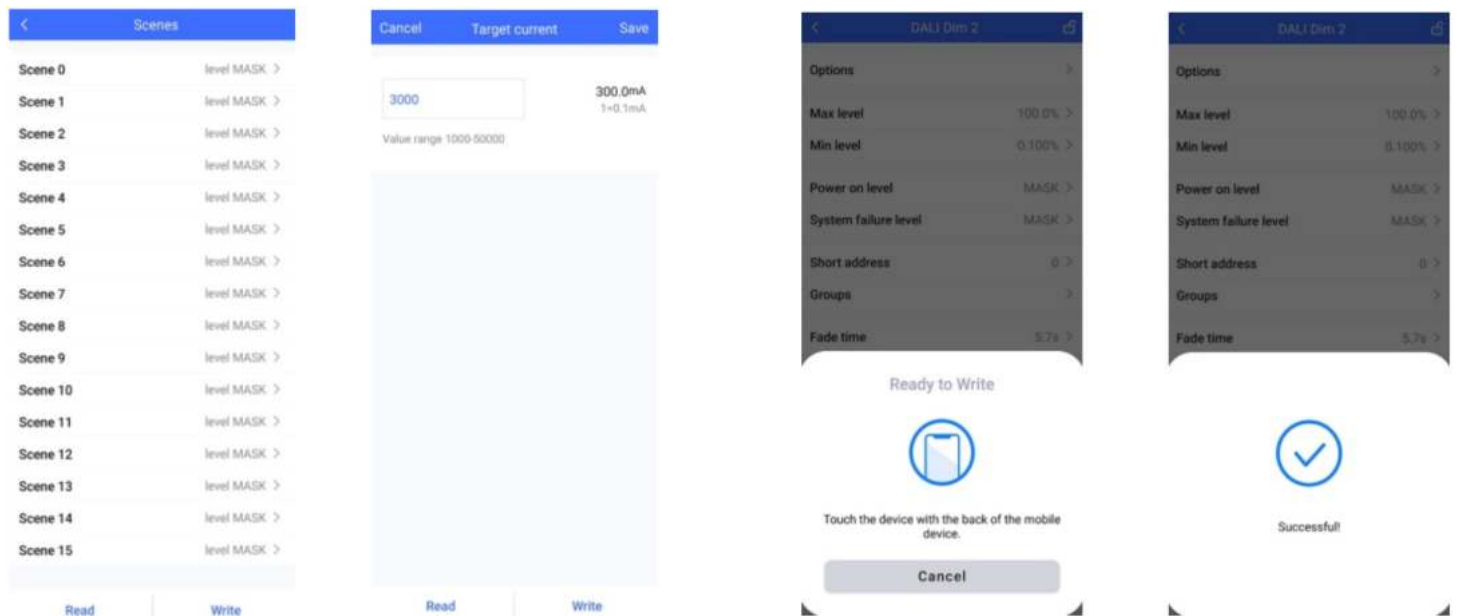 Scenes
Scene 0 level MASK >
Scene 1 level MASK >
Scene 2 level MASK >
Scene 3 level MASK >
Scene 4 level MASK >
Scene 5 level MASK >
Scene 6 level MASK >
Scene 7 level MASK >
Scene 8 level MASK >
Scene 9 level MASK >
Scene 10 level MASK >
Scene 11 level MASK >
Scene 12 level MASK >
Scene 13 level MASK >
Scene 14 level MASK >
Scene 15 level MASK >
Read Write
Cancel Target current Save
3000 300.0mA
1=0.1mA
Value range 1000-50000
Read Write
DALI Dim 2
Options >
Max level 100.0% >
Min level 0.100% >
Power on level MASK >
System failure level MASK >
Short address 0 >
Groups >
Fade time 5.7s >
Ready to Write
Touch the device with the back of the mobile
device.
Cancel
DALI Dim 2
Options >
Max level 100.0% >
Min level 0.100% >
Power on level MASK >
System failure level MASK >
Short address 0 >
Groups >
Fade time 5.7s >
Successful!